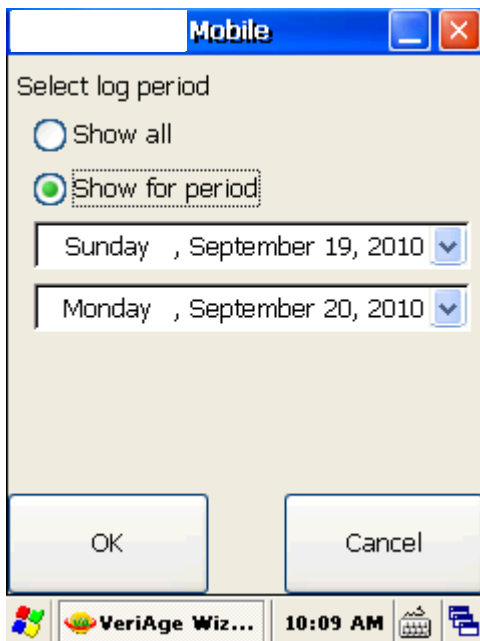 Mobile
Select log period
Show all
Show for period
Sunday , September 19, 2010
Monday , September 20, 2010
OK Cancel
VeriAge Wiz... 10:09 AM